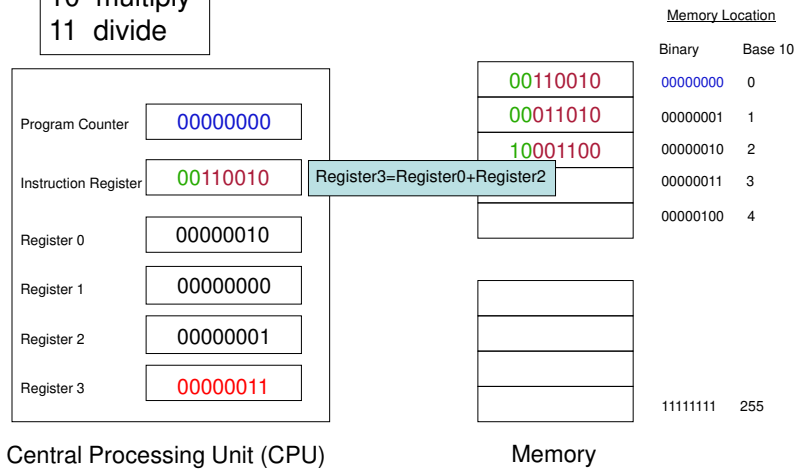 10 multiply
11 divide
Memory Location
Binary Base 10
00110010 00000000 0
00011010 00000001 1
10001100 00000010 2
00000011 3
00000100 4
Program Counter 00000000
Instruction Register 00110010 Register3=Register0+Register2
Register 0 00000010
Register 1 00000000
Register 2 00000001
Register 3 00000011
11111111 255
Central Processing Unit (CPU) Memory